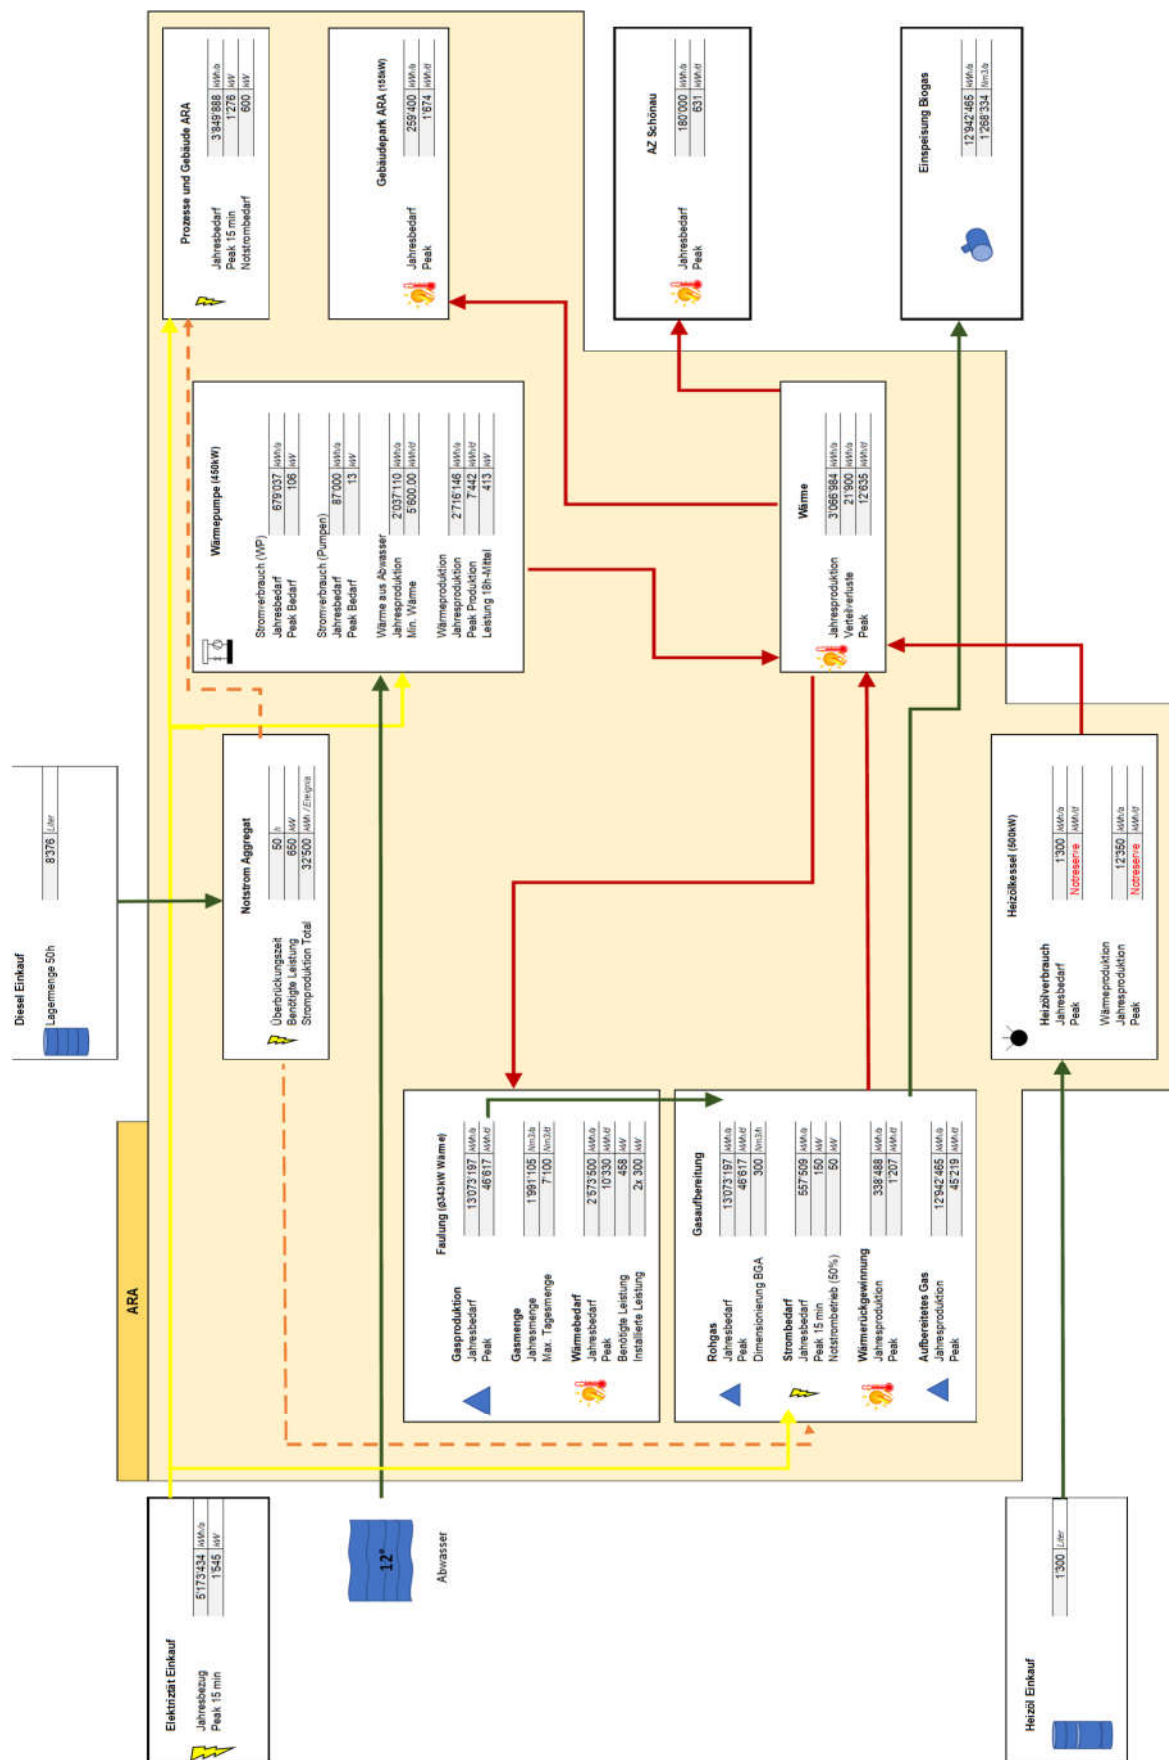 ARA
Elektriztät Einkauf
Jahresbezug 5'173'434 kWh/a
Peak 15 min 1'545 kW
12°
Abwasser
Heizöl Einkauf
1'300 Liter
Diesel Einkauf
Lagermenge 50h 8'376 Liter
Notstrom Aggregat
Überbrückungszeit 50 h
Benötigte Leistung 650 kW
Stromproduktion Total 32'500 kWh / Ereignis
Faulung (Ø343kW Wärme)
Gasproduktion
Jahresbedarf 13'073'197 kWh/a
Peak 46'617 kWh/d
Gasmenge
Jahresmenge 1'991'105 Nm3/a
Max. Tagesmenge 7'100 Nm3/d
Wärmebedarf
Jahresbedarf 2'573'500 kWh/a
Peak 10'330 kWh/d
Benötigte Leistung 458 kW
Installierte Leistung 2x 300 kW
Gasaufbereitung
Rohgas
Jahresbedarf 13'073'197 kWh/a
Peak 46'617 kWh/d
Dimensionierung BGA 300 Nm3/h
Strombedarf
Jahresbedarf 557'509 kWh/a
Peak 15 min 150 kW
Notstrombetrieb (50%) 50 kW
Wärmerückgewinnung
Jahresproduktion 338'488 kWh/a
Peak 1'207 kWh/d
Aufbereitetes Gas
Jahresproduktion 12'942'465 kWh/a
Peak 45'219 kWh/d
Heizölkessel (500kW)
Heizölverbrauch
Jahresbedarf 1'300 kWh/a
Peak Notreserve kWh/d
Wärmeproduktion
Jahresproduktion 12'350 kWh/a
Peak Notreserve kWh/d
Wärmepumpe (450kW)
Stromverbrauch (WP)
Jahresbedarf 679'037 kWh/a
Peak Bedarf 106 kW
Stromverbrauch (Pumpen)
Jahresbedarf 87'000 kWh/a
Peak Bedarf 13 kW
Wärme aus Abwasser
Jahresproduktion 2'037'110 kWh/a
Min. Wärme 5'600.00 kWh/d
Wärmeproduktion
Jahresproduktion 2'716'146 kWh/a
Peak Produktion 7'442 kWh/d
Leistung 18h-Mittel 413 kW
Wärme
Jahresproduktion 3'066'984 kWh/a
Verteilverluste 21'900 kWh/a
Peak 12'635 kWh/d
Prozesse und Gebäude ARA
Jahresbedarf 3'849'888 kWh/a
Peak 15 min 1'276 kW
Notstrombedarf 600 kW
Gebäudepark ARA (155kW)
Jahresbedarf 259'400 kWh/a
Peak 1'674 kWh/d
AZ Schönau
Jahresbedarf 180'000 kWh/a
Peak 631 kWh/d
Einspeisung Biogas
12'942'465 kWh/a
1'268'334 Nm3/a